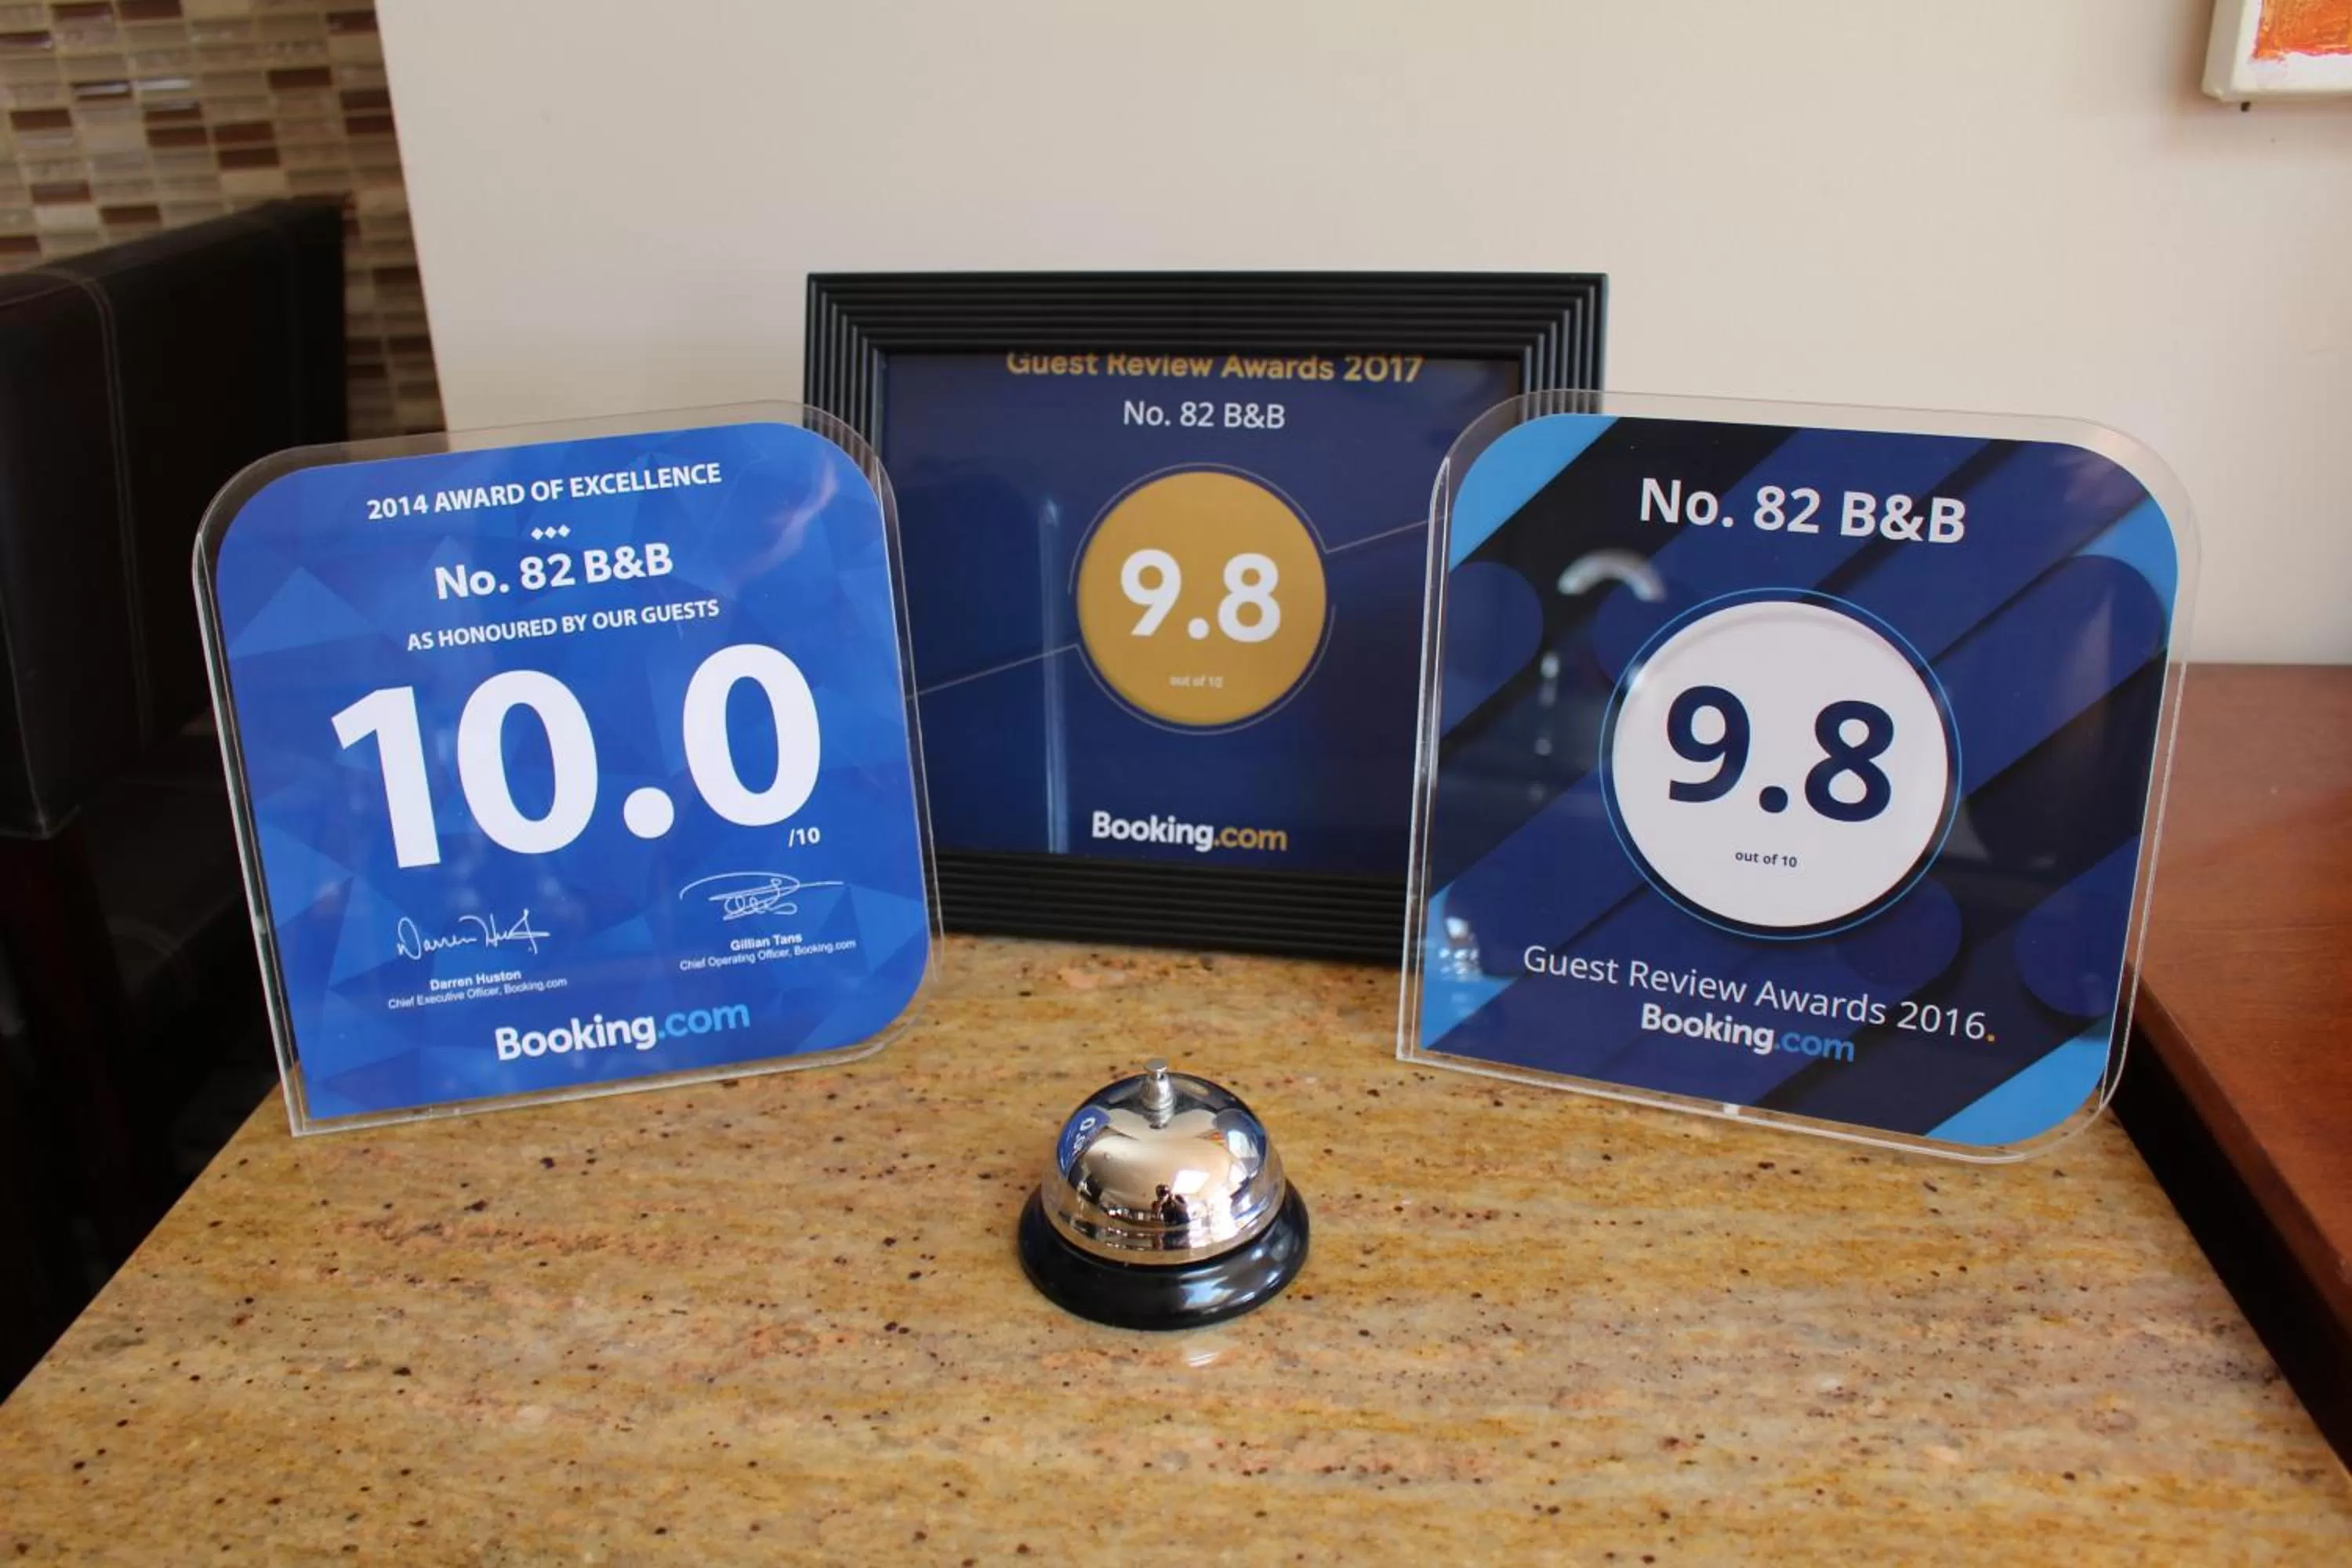 2014 AWARD OF EXCELLENCE
No. 82 B&B
AS HONOURED BY OUR GUESTS
10.0
/10
Darren Huston
Chief Executive Officer, Booking.com
Gillian Tans
Chief Operating Officer, Booking.com
Booking.com
Guest Review Awards 2017
No. 82 B&B
9.8
out of 10
Booking.com
No. 82 B&B
9.8
out of 10
Guest Review Awards 2016.
Booking.com